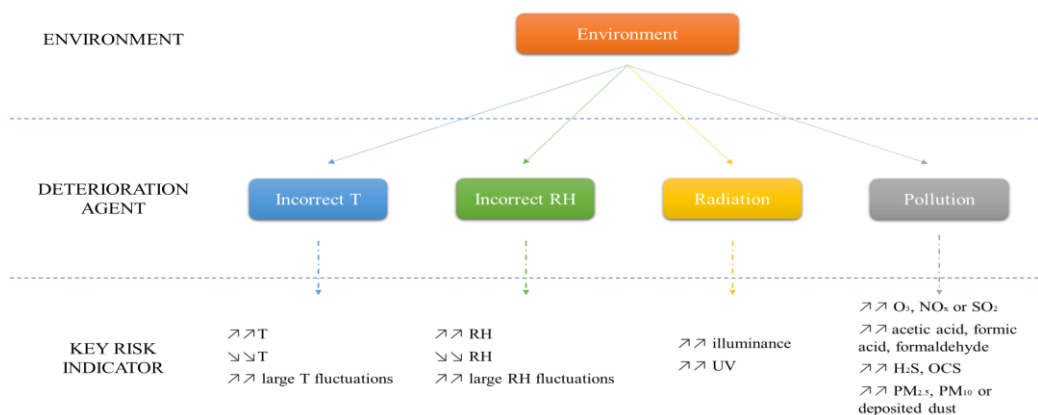 ENVIRONMENT
Environment
DETERIORATION
AGENT
Incorrect T
Incorrect RH
Radiation
Pollution
KEY RISK
INDICATOR
↗↗T
↘↘T
↗↗ large T fluctuations
↗↗ RH
↘↘ RH
↗↗ large RH fluctuations
↗↗ illuminance
↗↗ UV
↗↗ O₃, NOₓ or SO₂
↗↗ acetic acid, formic
acid, formaldehyde
↗↗ H₂S, OCS
↗↗ PM₂.₅, PM₁₀ or
deposited dust